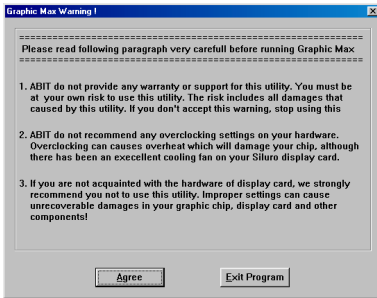 Graphic Max Warning !
==================================================
Please read following paragraph very carefull before running Graphic Max
==================================================
1. ABIT do not provide any warranty or support for this utility. You must be
at your own risk to use this utility. The risk includes all damages that
caused by this utility. If you don't accept this warning, stop using this
2. ABIT do not recommend any overclocking settings on your hardware.
Overclocking can causes overheat which will damage your chip, although
there has been an execellent cooling fan on your Siluro display card.
3. If you are not acquainted with the hardware of display card, we strongly
recommend you not to use this utility. Improper settings can cause
unrecoverable damages in your graphic chip, display card and other
components!
Agree
Exit Program